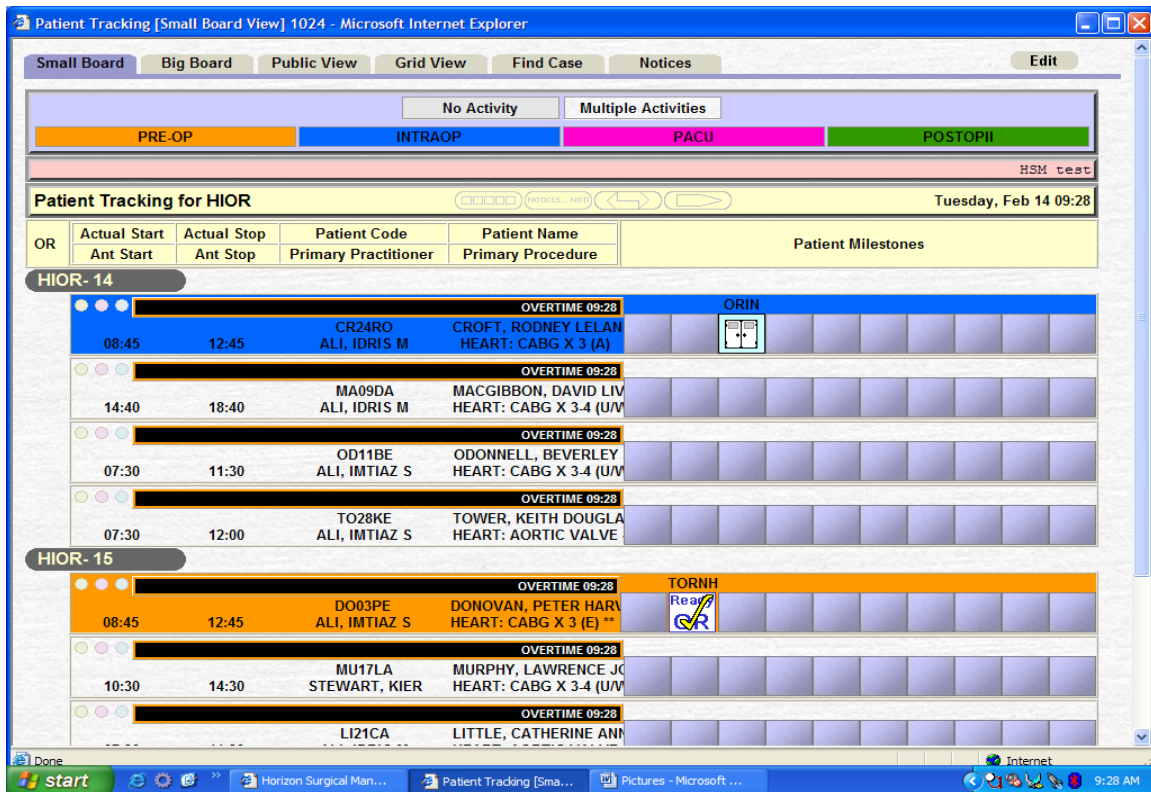 Patient Tracking [Small Board View] 1024 - Microsoft Internet Explorer
Small Board Big Board Public View Grid View Find Case Notices Edit
No Activity Multiple Activities
PRE-OP INTRAOP PACU POSTOPII
HSM test
Patient Tracking for HIOR NOTICES... NOTI Tuesday, Feb 14 09:28
OR Actual Start Actual Stop Patient Code Patient Name Patient Milestones
Ant Start Ant Stop Primary Practitioner Primary Procedure
HIOR- 14
OVERTIME 09:28 ORIN
CR24RO CROFT, RODNEY LELAN
08:45 12:45 ALI, IDRIS M HEART: CABG X 3 (A)
OVERTIME 09:28
MA09DA MACGIBBON, DAVID LIV
14:40 18:40 ALI, IDRIS M HEART: CABG X 3-4 (U/W
OVERTIME 09:28
OD11BE ODONNELL, BEVERLEY
07:30 11:30 ALI, IMTIAZ S HEART: CABG X 3-4 (U/W
OVERTIME 09:28
TO28KE TOWER, KEITH DOUGLA
07:30 12:00 ALI, IMTIAZ S HEART: AORTIC VALVE
HIOR- 15
OVERTIME 09:28 TORNH
DO03PE DONOVAN, PETER HARV Ready
08:45 12:45 ALI, IMTIAZ S HEART: CABG X 3 (E) ** OR
OVERTIME 09:28
MU17LA MURPHY, LAWRENCE JO
10:30 14:30 STEWART, KIER HEART: CABG X 3-4 (U/W
OVERTIME 09:28
LI21CA LITTLE, CATHERINE ANN
Done Internet
start Horizon Surgical Man... Patient Tracking [Sma... Pictures - Microsoft ... 9:28 AM